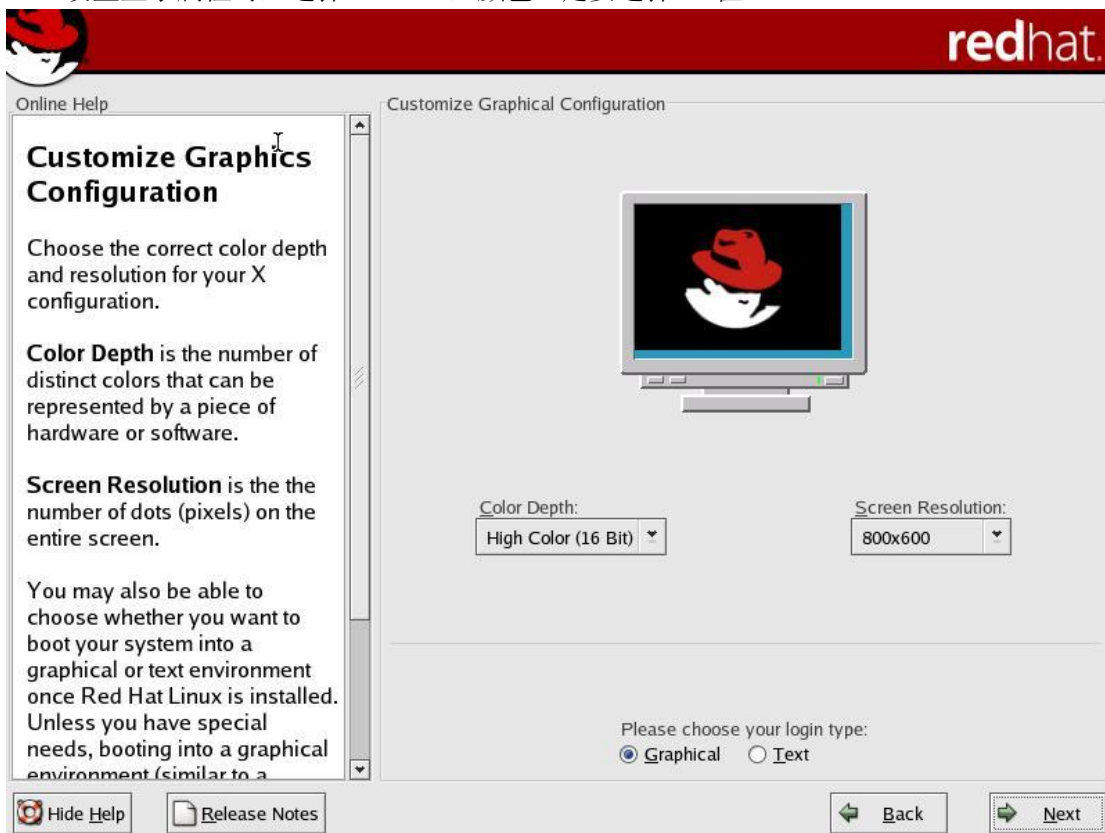 redhat.
Online Help
Customize Graphics
Configuration
Choose the correct color depth
and resolution for your X
configuration.
Color Depth is the number of
distinct colors that can be
represented by a piece of
hardware or software.
Screen Resolution is the the
number of dots (pixels) on the
entire screen.
You may also be able to
choose whether you want to
boot your system into a
graphical or text environment
once Red Hat Linux is installed.
Unless you have special
needs, booting into a graphical
environment (similar to a
Customize Graphical Configuration
Color Depth:
High Color (16 Bit)
Screen Resolution:
800x600
Please choose your login type:
Graphical
Text
Hide Help
Release Notes
Back
Next